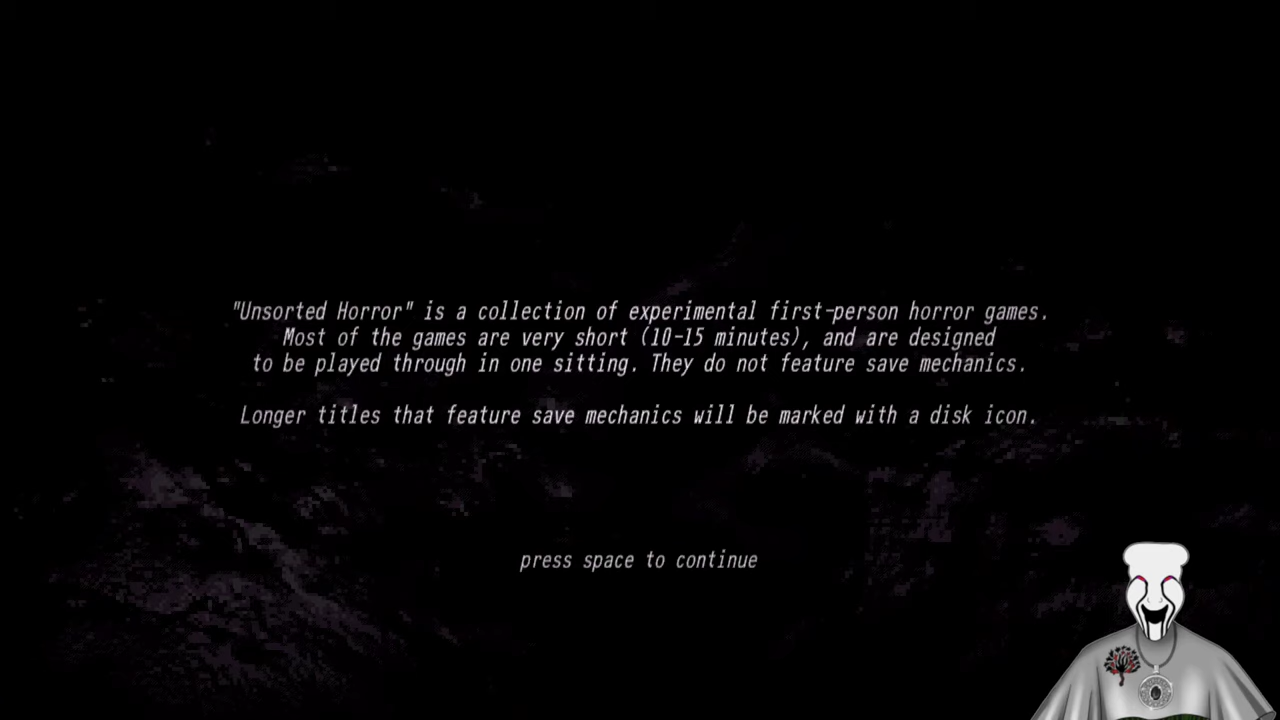 "Unsorted Horror" is a collection of experimental first-person horror games.
Most of the games are very short (10-15 minutes), and are designed
to be played through in one sitting. They do not feature save mechanics.
Longer titles that feature save mechanics will be marked with a disk icon.
press space to continue